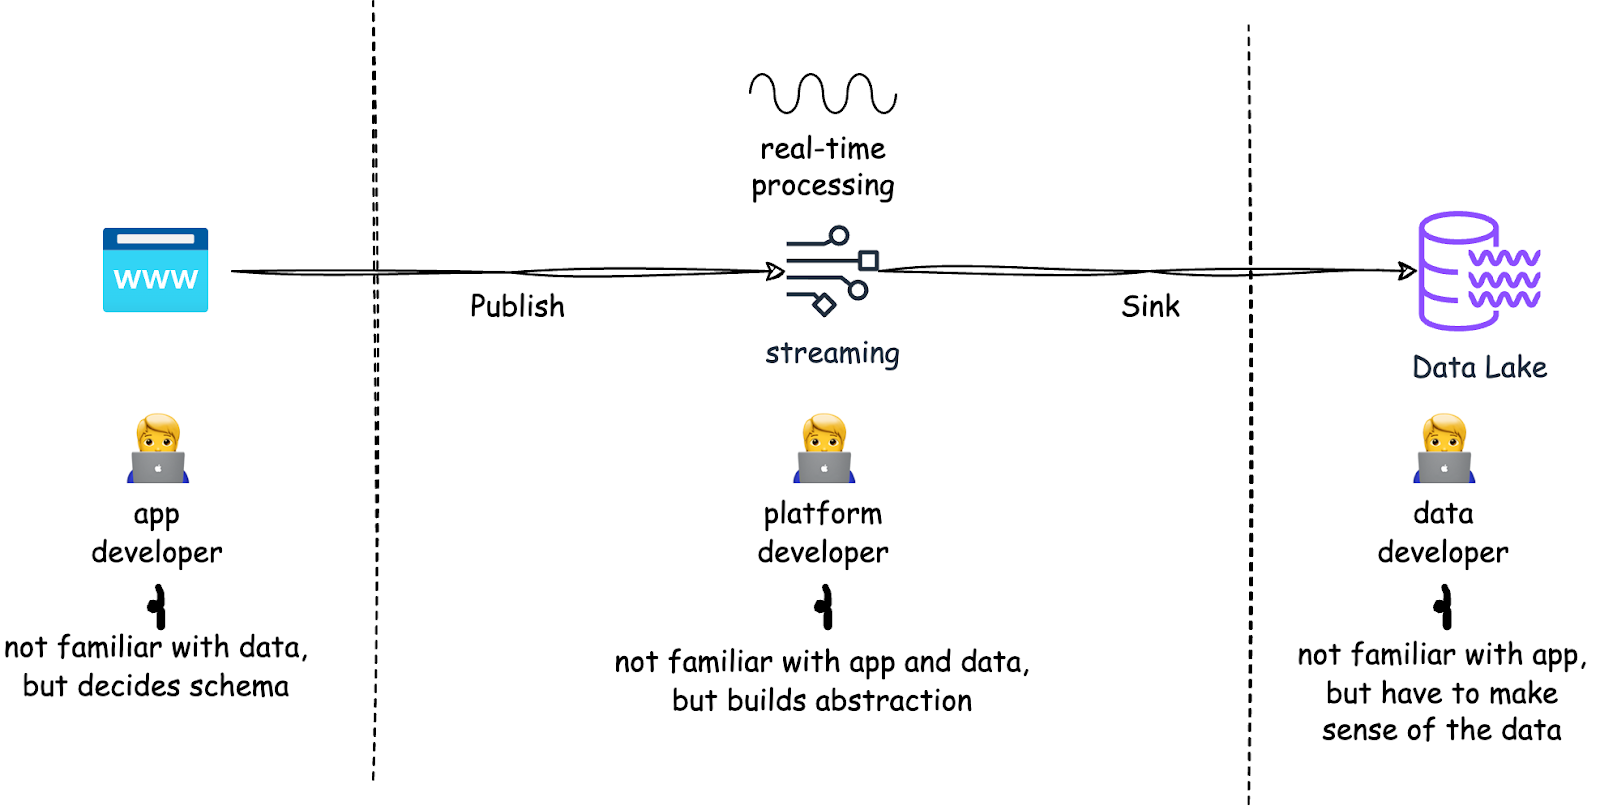 real-time
processing
www
Publish
Sink
streaming
Data Lake
app
developer
platform
developer
data
developer
not familiar with data,
but decides schema
not familiar with app and data,
but builds abstraction
not familiar with app,
but have to make
sense of the data